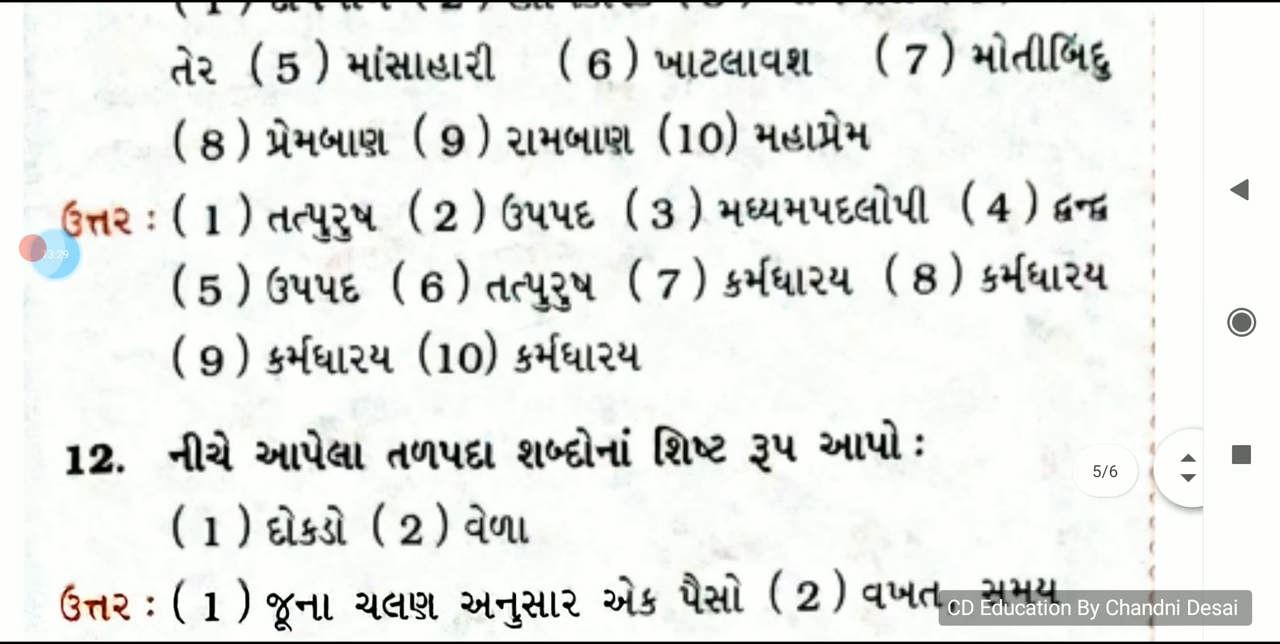 તેર (5) માંસાહારી (6) ખાટલાવશ (7) મોતીબિંદુ
(8) પ્રેમબાણ (9) રામબાણ (10) મહાપ્રેમ
ઉત્તર : (1) તત્પુરુષ (2) ઉપપદ (3) મધ્યમપદલોપી (4) દ્વન્દ્વ
(5) ઉપપદ (6) તત્પુરુષ (7) કર્મધારય (8) કર્મધારય
(9) કર્મધારય (10) કર્મધારય
12. નીચે આપેલા તળપદા શબ્દોનાં શિષ્ટ રૂપ આપો :
5/6
(1) દોકડો (2) વેળા
ઉત્તર : (1) જૂના ચલણ અનુસાર એક પૈસો (2) વખત, સમય
CD Education By Chandni Desai